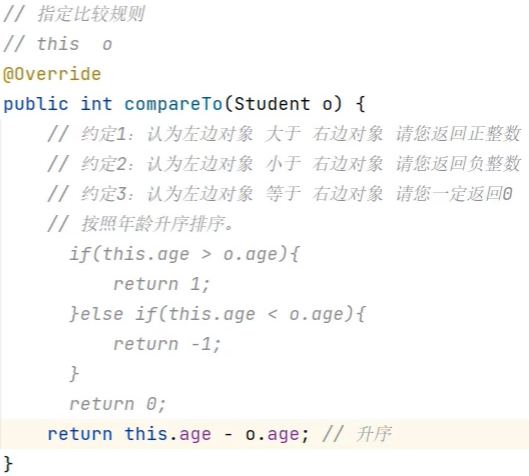 // 指定比较规则
// this  o
@Override
public int compareTo(Student o) {
    // 约定1：认为左边对象 大于 右边对象 请您返回正整数
    // 约定2：认为左边对象 小于 右边对象 请您返回负整数
    // 约定3：认为左边对象 等于 右边对象 请您一定返回0
    // 按照年龄升序排序。
      if(this.age > o.age){
          return 1;
      }else if(this.age < o.age){
          return -1;
      }
      return 0;
    return this.age - o.age; // 升序
}